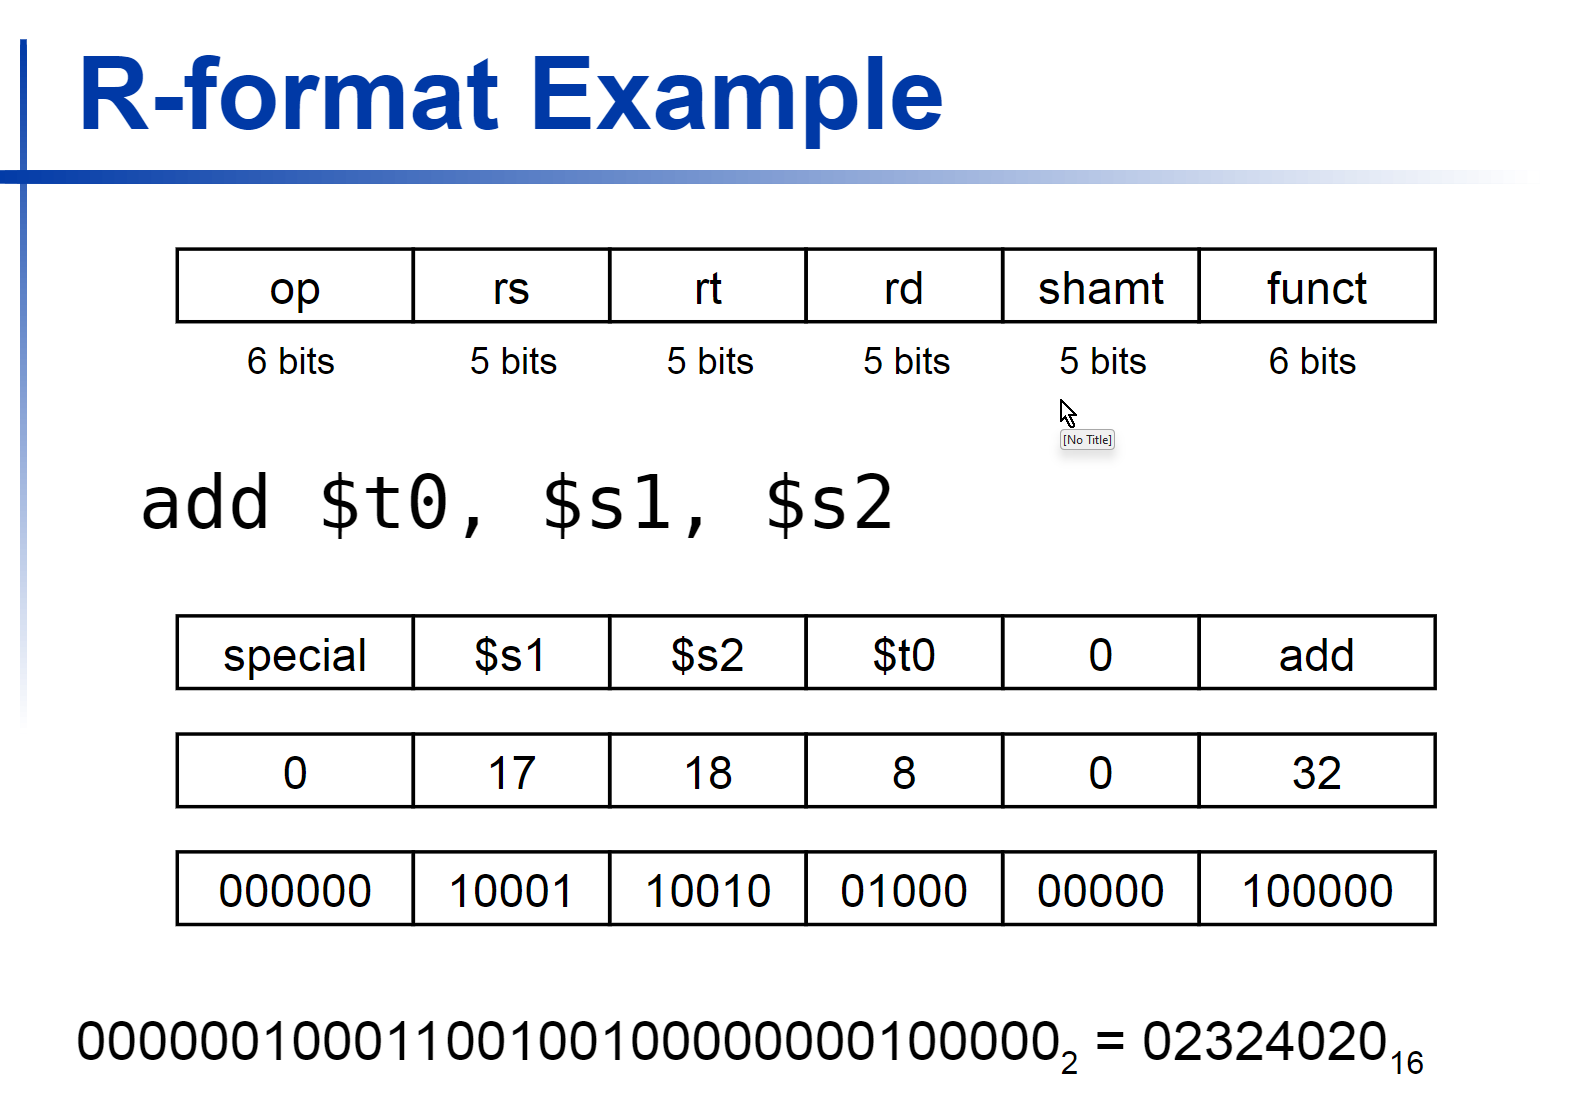 R-format Example
op rs rt rd shamt funct
6 bits 5 bits 5 bits 5 bits 5 bits 6 bits
[No Title]
add $t0, $s1, $s2
special $s1 $s2 $t0 0 add
0 17 18 8 0 32
000000 10001 10010 01000 00000 100000
00000010001100100100000000100000₂ = 02324020₁₆